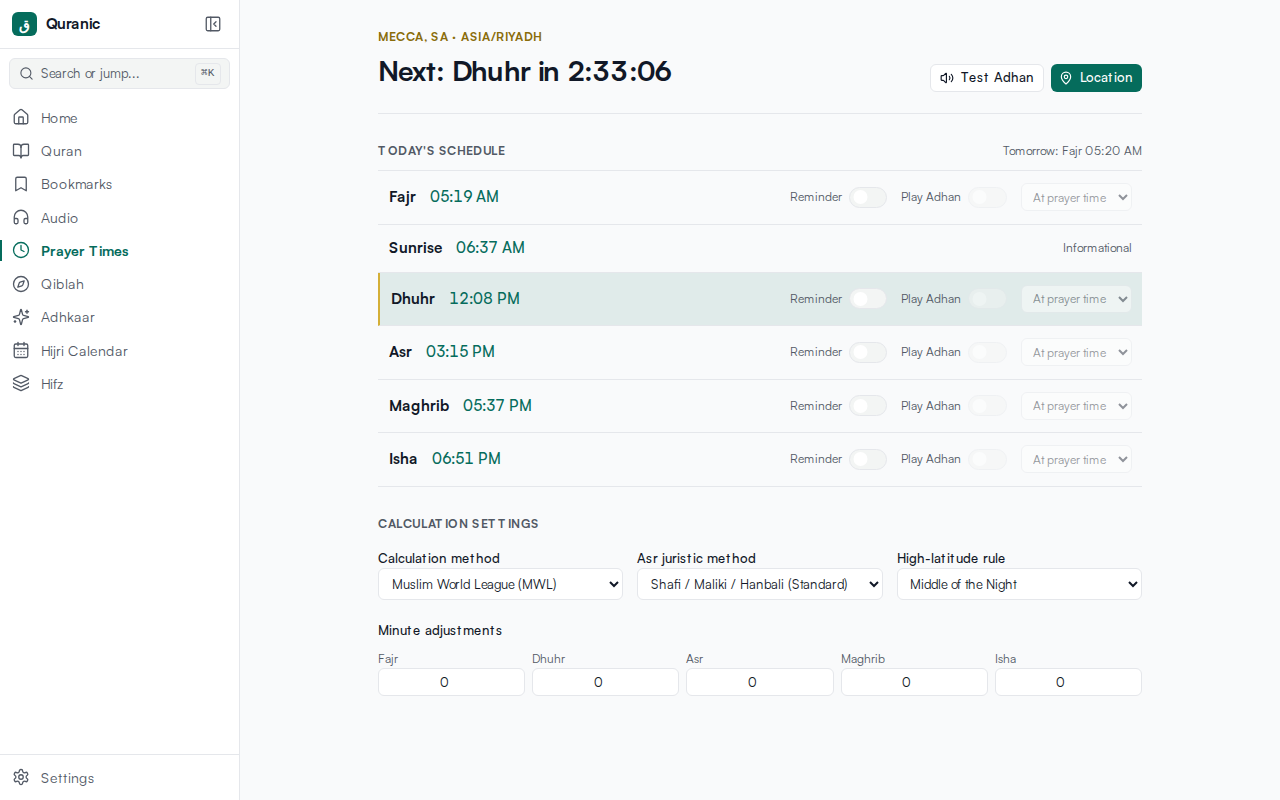 ق Quranic
Search or jump... ⌘K
Home
Quran
Bookmarks
Audio
Prayer Times
Qiblah
Adhkaar
Hijri Calendar
Hifz
Settings
MECCA, SA · ASIA/RIYADH
Next: Dhuhr in 2:33:06
Test Adhan
Location
TODAY'S SCHEDULE
Tomorrow: Fajr 05:20 AM
Fajr 05:19 AM Reminder Play Adhan At prayer time
Sunrise 06:37 AM Informational
Dhuhr 12:08 PM Reminder Play Adhan At prayer time
Asr 03:15 PM Reminder Play Adhan At prayer time
Maghrib 05:37 PM Reminder Play Adhan At prayer time
Isha 06:51 PM Reminder Play Adhan At prayer time
CALCULATION SETTINGS
Calculation method Asr juristic method High-latitude rule
Muslim World League (MWL) Shafi / Maliki / Hanbali (Standard) Middle of the Night
Minute adjustments
Fajr Dhuhr Asr Maghrib Isha
0 0 0 0 0